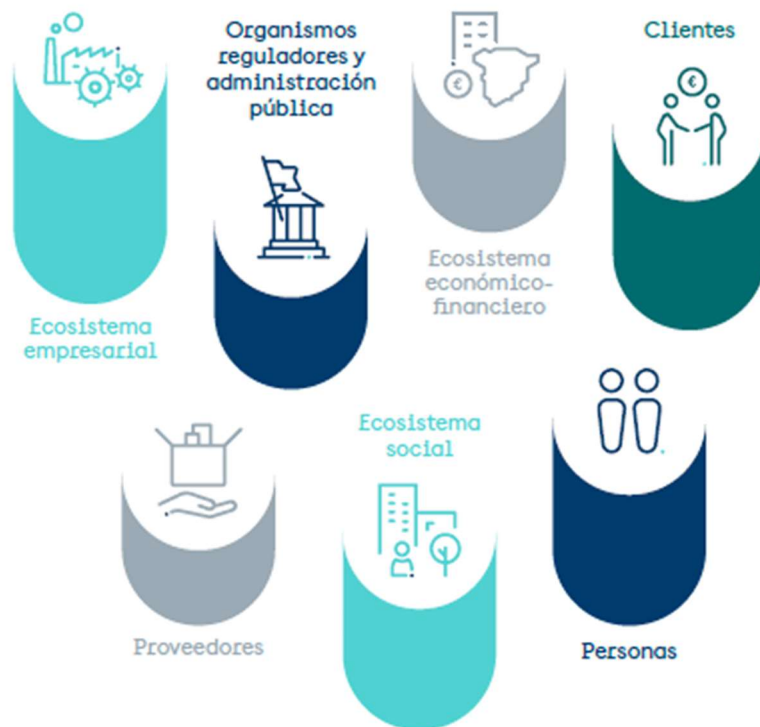 Organismos
reguladores y
administración
pública
Clientes
€
€
Ecosistema
económico-
financiero
Ecosistema
empresarial
Ecosistema
social
Proveedores
Personas